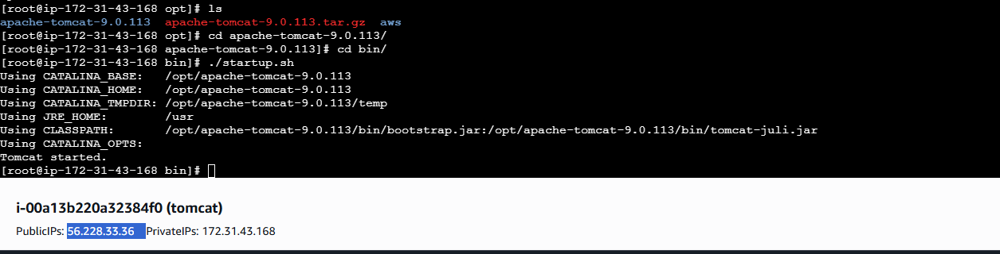 [root@ip-172-31-43-168 opt]# ls
apache-tomcat-9.0.113  apache-tomcat-9.0.113.tar.gz  aws
[root@ip-172-31-43-168 opt]# cd apache-tomcat-9.0.113/
[root@ip-172-31-43-168 apache-tomcat-9.0.113]# cd bin/
[root@ip-172-31-43-168 bin]# ./startup.sh
Using CATALINA_BASE:   /opt/apache-tomcat-9.0.113
Using CATALINA_HOME:   /opt/apache-tomcat-9.0.113
Using CATALINA_TMPDIR: /opt/apache-tomcat-9.0.113/temp
Using JRE_HOME:        /usr
Using CLASSPATH:       /opt/apache-tomcat-9.0.113/bin/bootstrap.jar:/opt/apache-tomcat-9.0.113/bin/tomcat-juli.jar
Using CATALINA_OPTS:
Tomcat started.
[root@ip-172-31-43-168 bin]#
i-00a13b220a32384f0 (tomcat)
PublicIPs: 56.228.33.36 PrivateIPs: 172.31.43.168